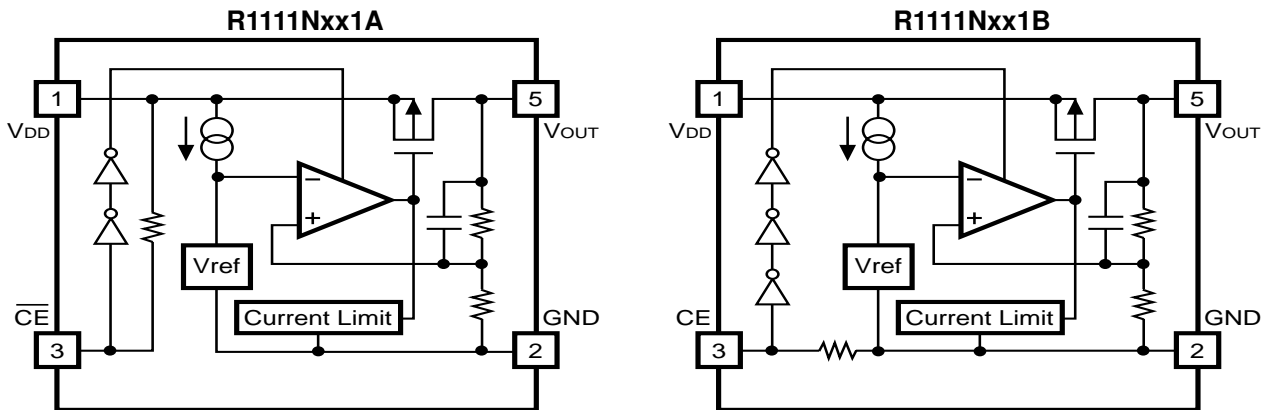 R1111Nxx1A
1
VDD
5
VOUT
−
+
Vref
Current Limit
CE
3
GND
2
R1111Nxx1B
1
VDD
5
VOUT
−
+
Vref
Current Limit
CE
3
GND
2